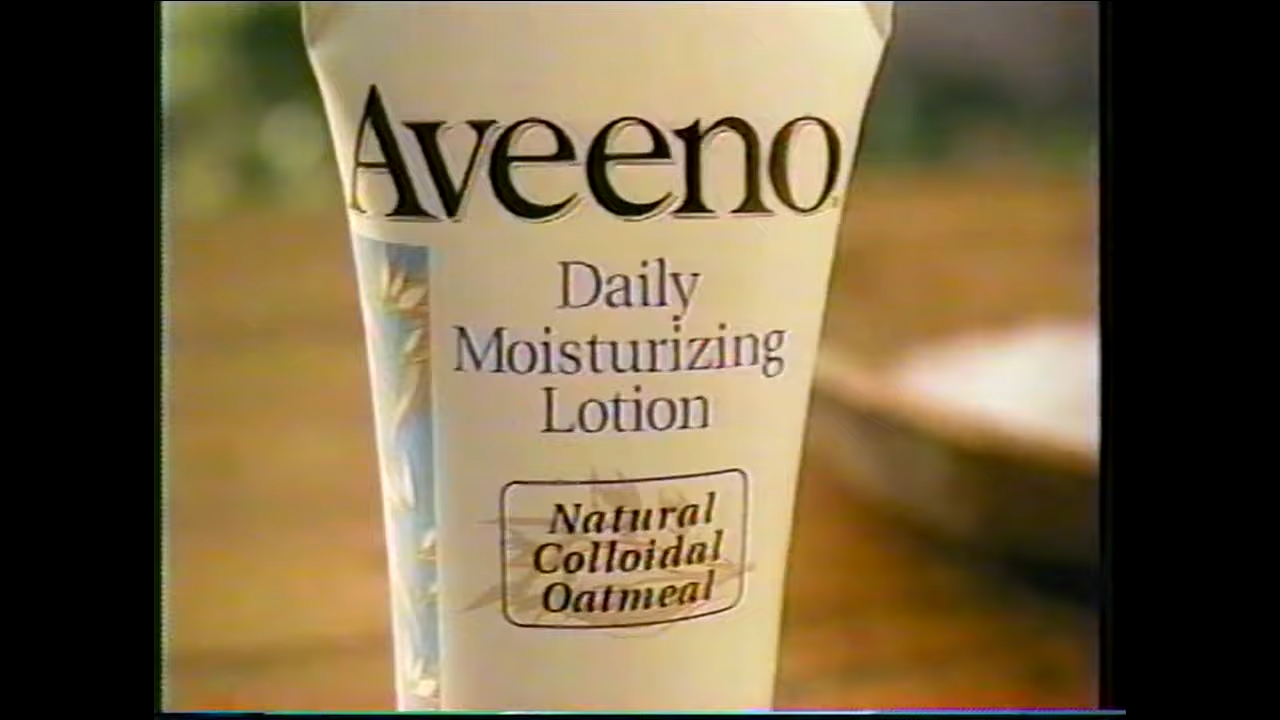 Aveeno
Daily
Moisturizing
Lotion
Natural
Colloidal
Oatmeal